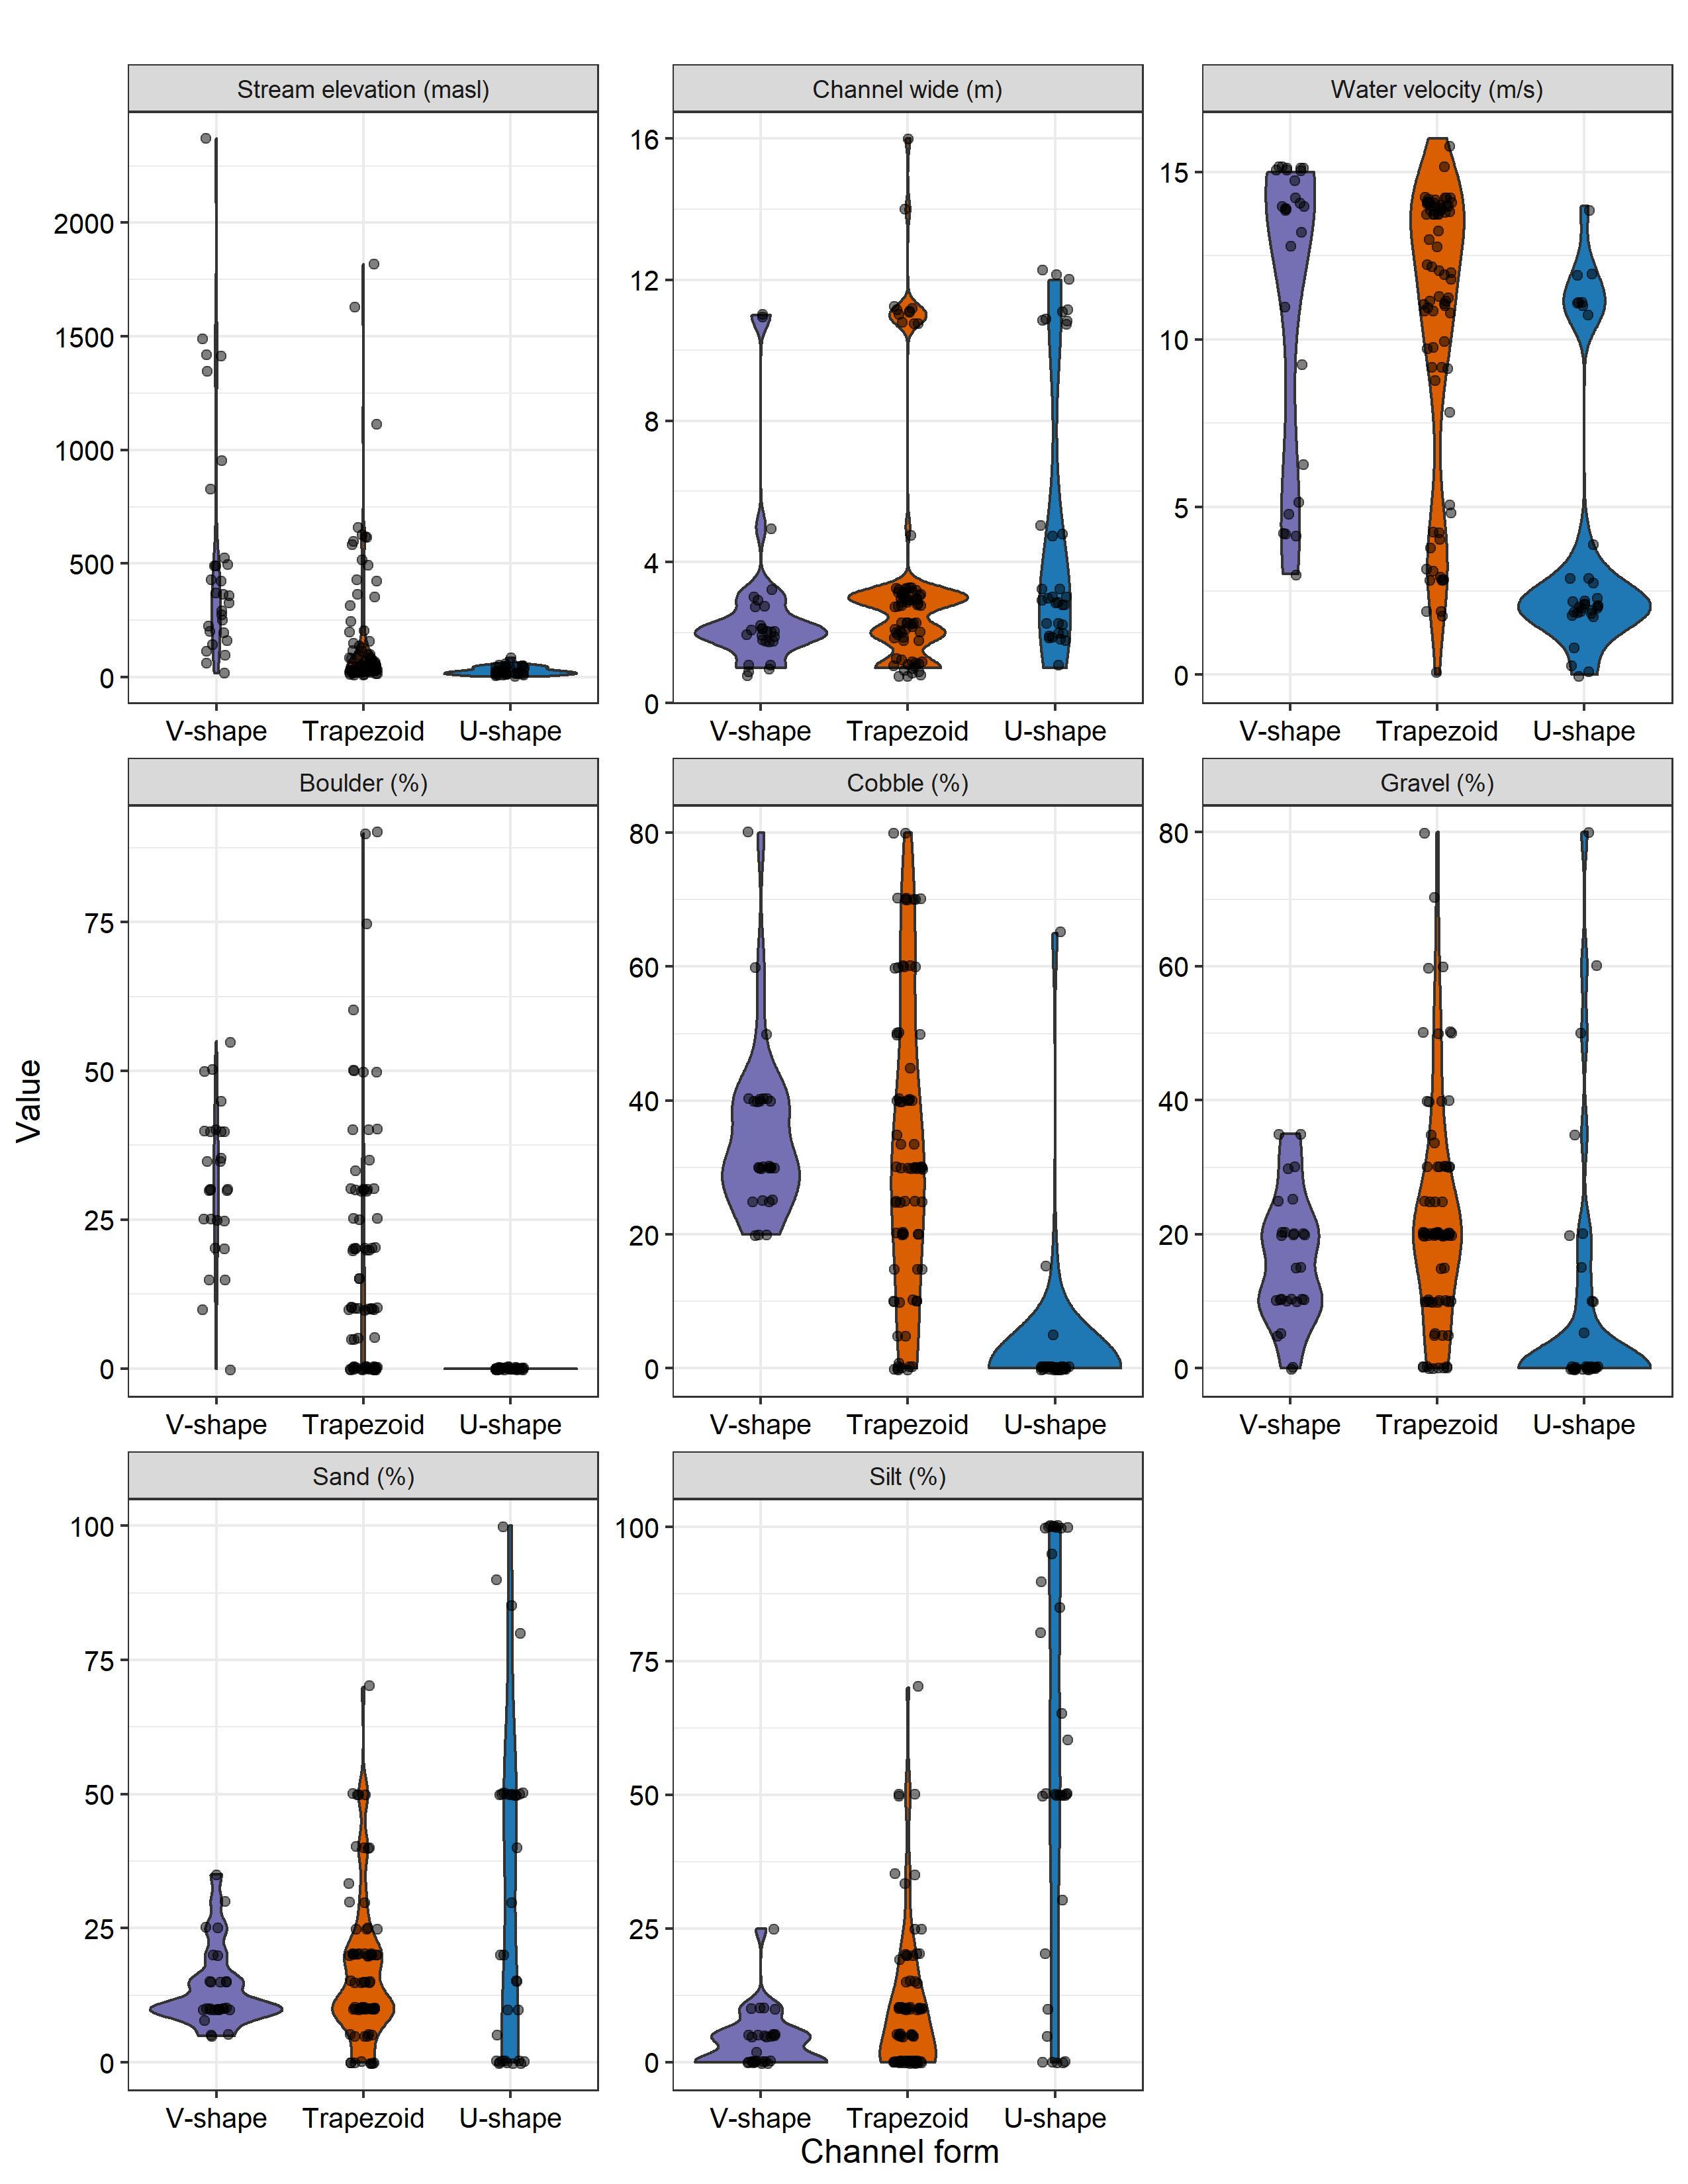 Stream elevation (masl)
Channel wide (m)
Water velocity (m/s)
2000
1500
1000
500
0
16
12
8
4
0
15
10
5
0
V-shape Trapezoid U-shape
V-shape Trapezoid U-shape
V-shape Trapezoid U-shape
Boulder (%)
Cobble (%)
Gravel (%)
Value
75
50
25
0
80
60
40
20
0
80
60
40
20
0
V-shape Trapezoid U-shape
V-shape Trapezoid U-shape
V-shape Trapezoid U-shape
Sand (%)
Silt (%)
100
75
50
25
0
100
75
50
25
0
V-shape Trapezoid U-shape
V-shape Trapezoid U-shape
Channel form